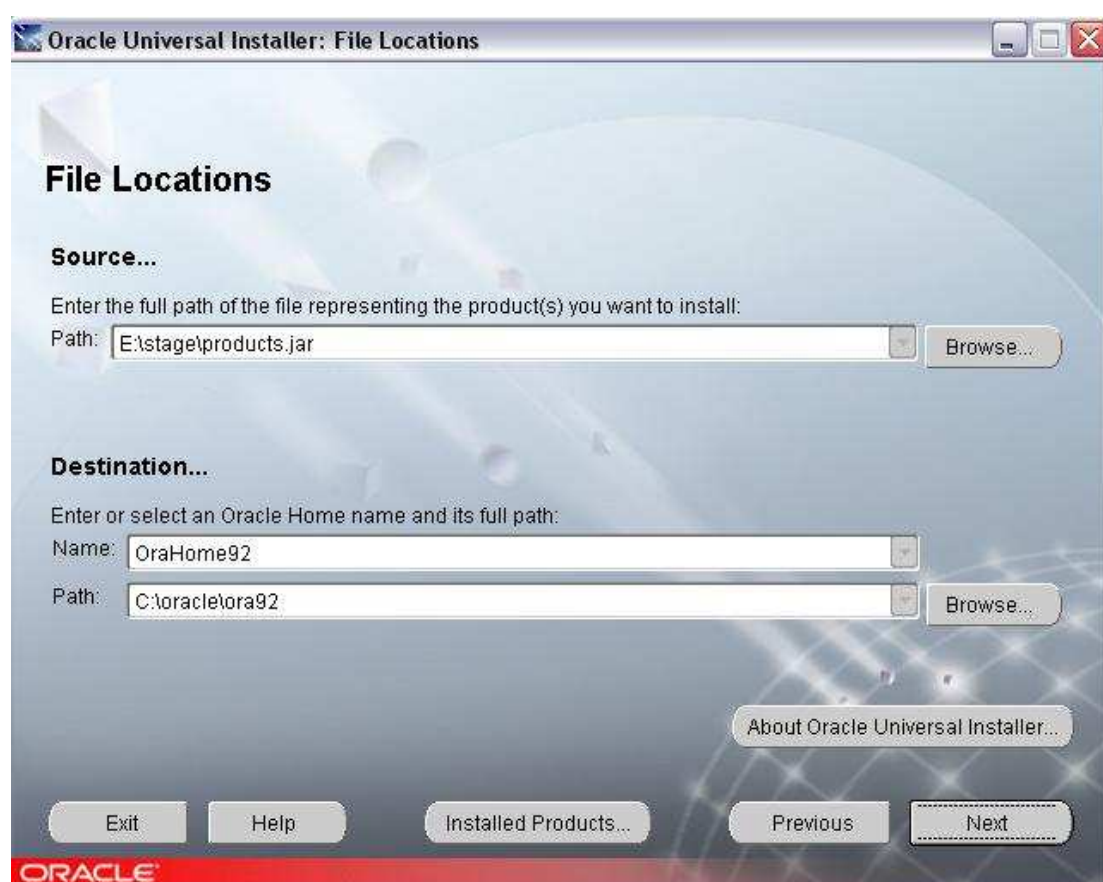 Oracle Universal Installer: File Locations
File Locations
Source...
Enter the full path of the file representing the product(s) you want to install:
Path: E:\stage\products.jar Browse...
Destination...
Enter or select an Oracle Home name and its full path:
Name: OraHome92
Path: C:\oracle\ora92 Browse...
About Oracle Universal Installer...
Exit Help Installed Products... Previous Next
ORACLE